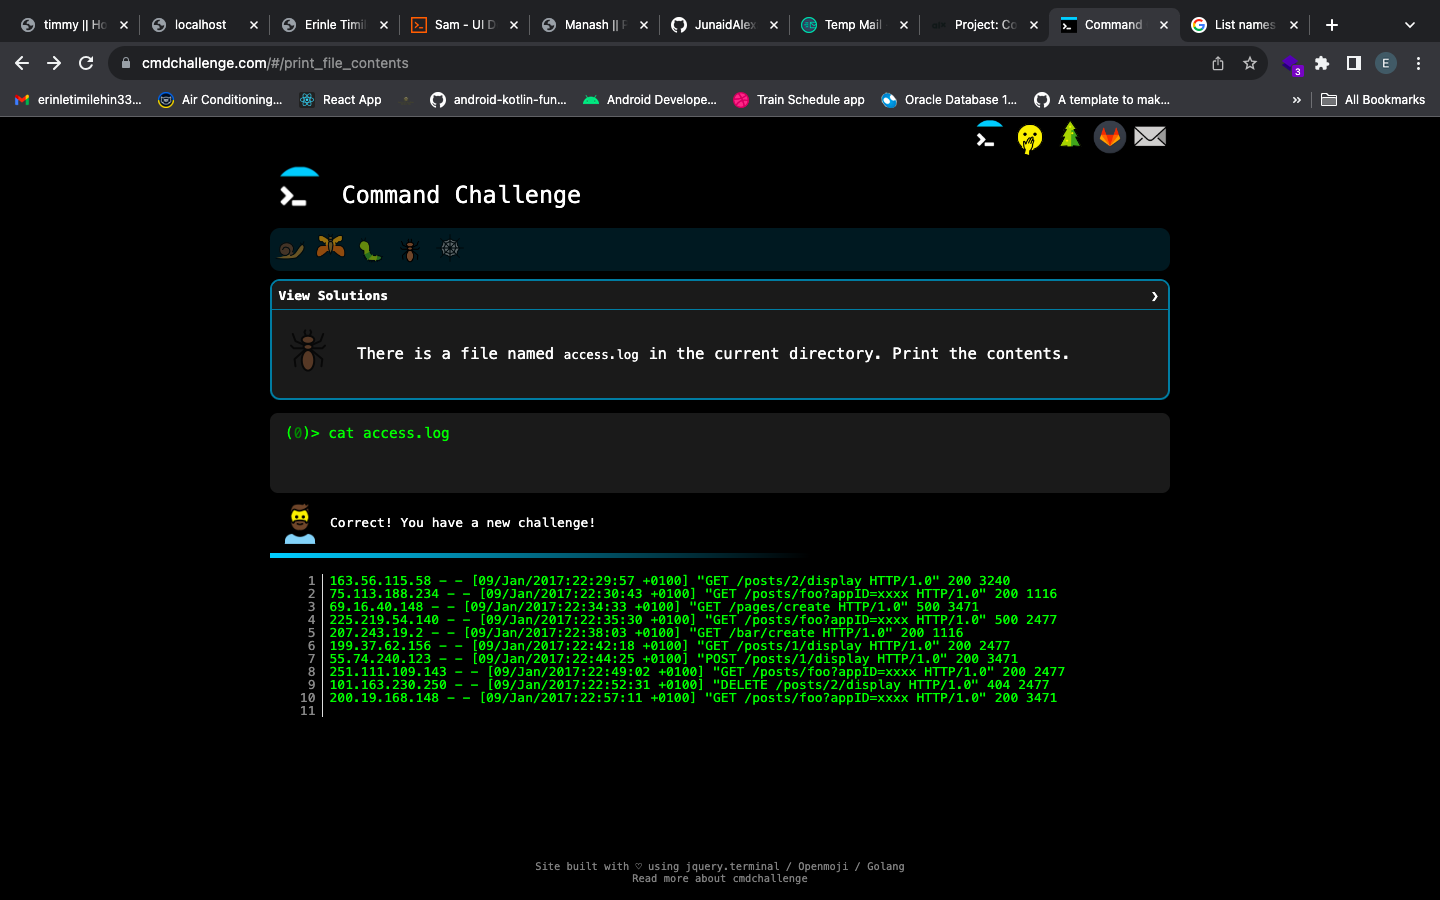 timmy || Ho
localhost
Erinle Timil
Sam - UI D
Manash || F
JunaidAlex
Temp Mail
Project: Co
Command
List names
cmdchallenge.com/#/print_file_contents
3
E
erinletimilehin33...
Air Conditioning...
React App
android-kotlin-fun...
Android Develope...
Train Schedule app
Oracle Database 1...
A template to mak...
»
All Bookmarks
Command Challenge
View Solutions
There is a file named access.log in the current directory. Print the contents.
(0)> cat access.log
Correct! You have a new challenge!
1 163.56.115.58 - - [09/Jan/2017:22:29:57 +0100] "GET /posts/2/display HTTP/1.0" 200 3240
2 75.113.188.234 - - [09/Jan/2017:22:30:43 +0100] "GET /posts/foo?appID=xxxx HTTP/1.0" 200 1116
3 69.16.40.148 - - [09/Jan/2017:22:34:33 +0100] "GET /pages/create HTTP/1.0" 500 3471
4 225.219.54.140 - - [09/Jan/2017:22:35:30 +0100] "GET /posts/foo?appID=xxxx HTTP/1.0" 500 2477
5 207.243.19.2 - - [09/Jan/2017:22:38:03 +0100] "GET /bar/create HTTP/1.0" 200 1116
6 199.37.62.156 - - [09/Jan/2017:22:42:18 +0100] "GET /posts/1/display HTTP/1.0" 200 2477
7 55.74.240.123 - - [09/Jan/2017:22:44:25 +0100] "POST /posts/1/display HTTP/1.0" 200 3471
8 251.111.109.143 - - [09/Jan/2017:22:49:02 +0100] "GET /posts/foo?appID=xxxx HTTP/1.0" 200 2477
9 101.163.230.250 - - [09/Jan/2017:22:52:31 +0100] "DELETE /posts/2/display HTTP/1.0" 404 2477
10 200.19.168.148 - - [09/Jan/2017:22:57:11 +0100] "GET /posts/foo?appID=xxxx HTTP/1.0" 200 3471
11
Site built with ♡ using jquery.terminal / Openmoji / Golang
Read more about cmdchallenge